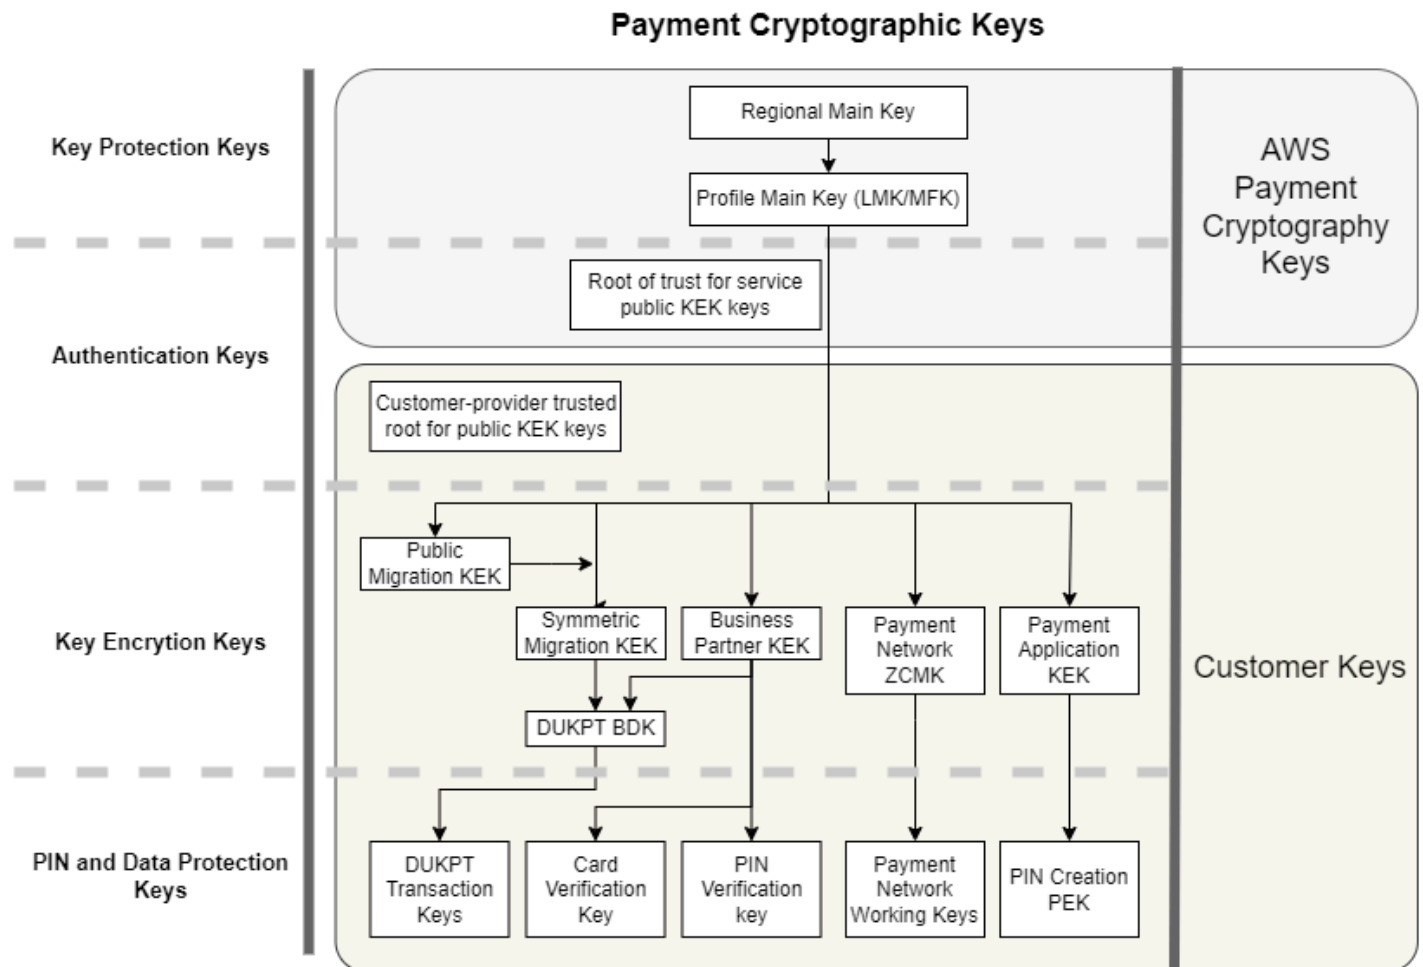 Payment Cryptographic Keys
Key Protection Keys
Regional Main Key
Profile Main Key (LMK/MFK)
AWS
Payment
Cryptography
Keys
Authentication Keys
Root of trust for service
public KEK keys
Customer-provider trusted
root for public KEK keys
Key Encrytion Keys
Public
Migration KEK
Symmetric
Migration KEK
Business
Partner KEK
Payment
Network
ZCMK
Payment
Application
KEK
DUKPT BDK
Customer Keys
PIN and Data Protection
Keys
DUKPT
Transaction
Keys
Card
Verification
Key
PIN
Verification
key
Payment
Network
Working Keys
PIN Creation
PEK